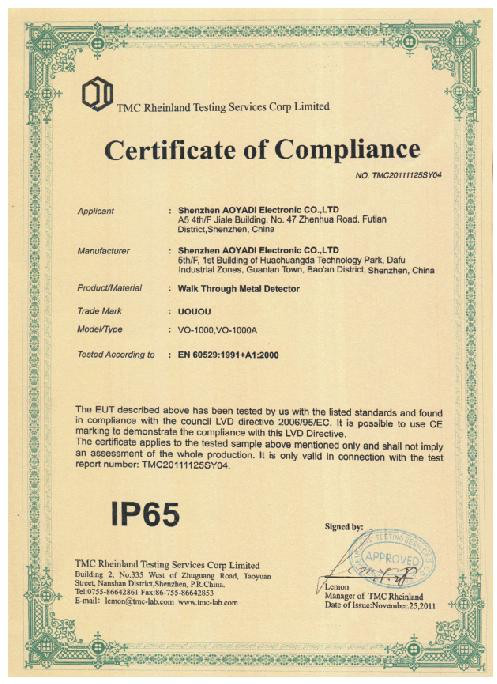 TMC Rheinland Testing Services Corp Limited
Certificate of Compliance
NO. TMC20111125SY04
Applicant : Shenzhen AOYADI Electronic CO.,LTD
A5 4th/F Jiale Building, No. 47 Zhenhua Road, Futian
District,Shenzhen, China
Manufacturer : Shenzhen AOYADI Electronic CO.,LTD
6th/F, 1st Building of Huachuangda Technology Park, Dafu
Industrial Zones, Guanlan Town, Bao'an District, Shenzhen, China
Product/Material : Walk Through Metal Detector
Trade Mark : UOUOU
Model/Type : VO-1000,VO-1000A
Tested According to : EN 60529:1991+A1:2000
The EUT described above has been tested by us with the listed standards and found
in compliance with the council LVD directive 2006/95/EC. It is possible to use CE
marking to demonstrate the compliance with this LVD Directive.
The certificate applies to the tested sample above mentioned only and shall not imply
an assessment of the whole production. It is only valid in connection with the test
report number: TMC20111125SY04.
IP65
Signed by:
APPROVED
TMC Rheinland Testing Services Corp Limited
Building 2, No.335 West of Zhuguang Road, Taoyuan
Street, Nanshan District,Shenzhen, P.R.China.
Tel:0755-86642861 Fax:86-755-86642853
E-mail: lemon@tmc-lab.com www.tmc-lab.com
Lemon
Manager of TMC Rheinland
Date of issue:November.25,2011